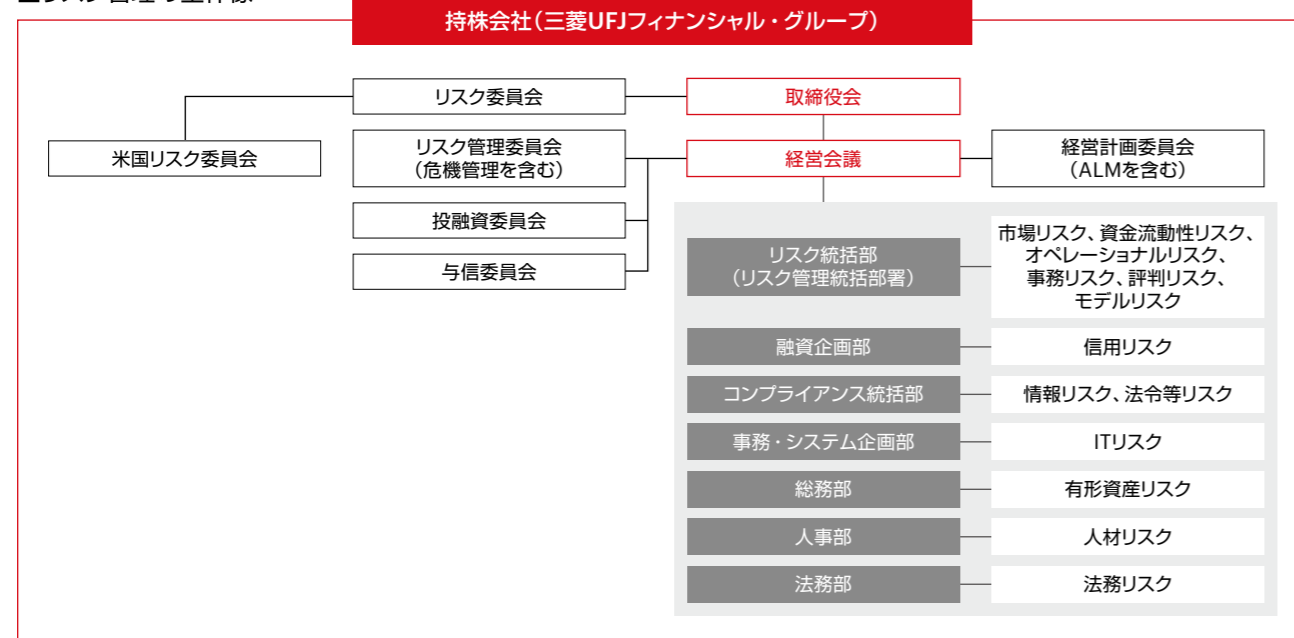 ■リスク管理の全体像
持株会社(三菱UFJフィナンシャル・グループ)
リスク委員会
取締役会
米国リスク委員会
リスク管理委員会
(危機管理を含む)
経営会議
経営計画委員会
(ALMを含む)
投融資委員会
与信委員会
リスク統括部
(リスク管理統括部署)
市場リスク、資金流動性リスク、
オペレーショナルリスク、
事務リスク、評判リスク、
モデルリスク
融資企画部
信用リスク
コンプライアンス統括部
情報リスク、法令等リスク
事務・システム企画部
ITリスク
総務部
有形資産リスク
人事部
人材リスク
法務部
法務リスク